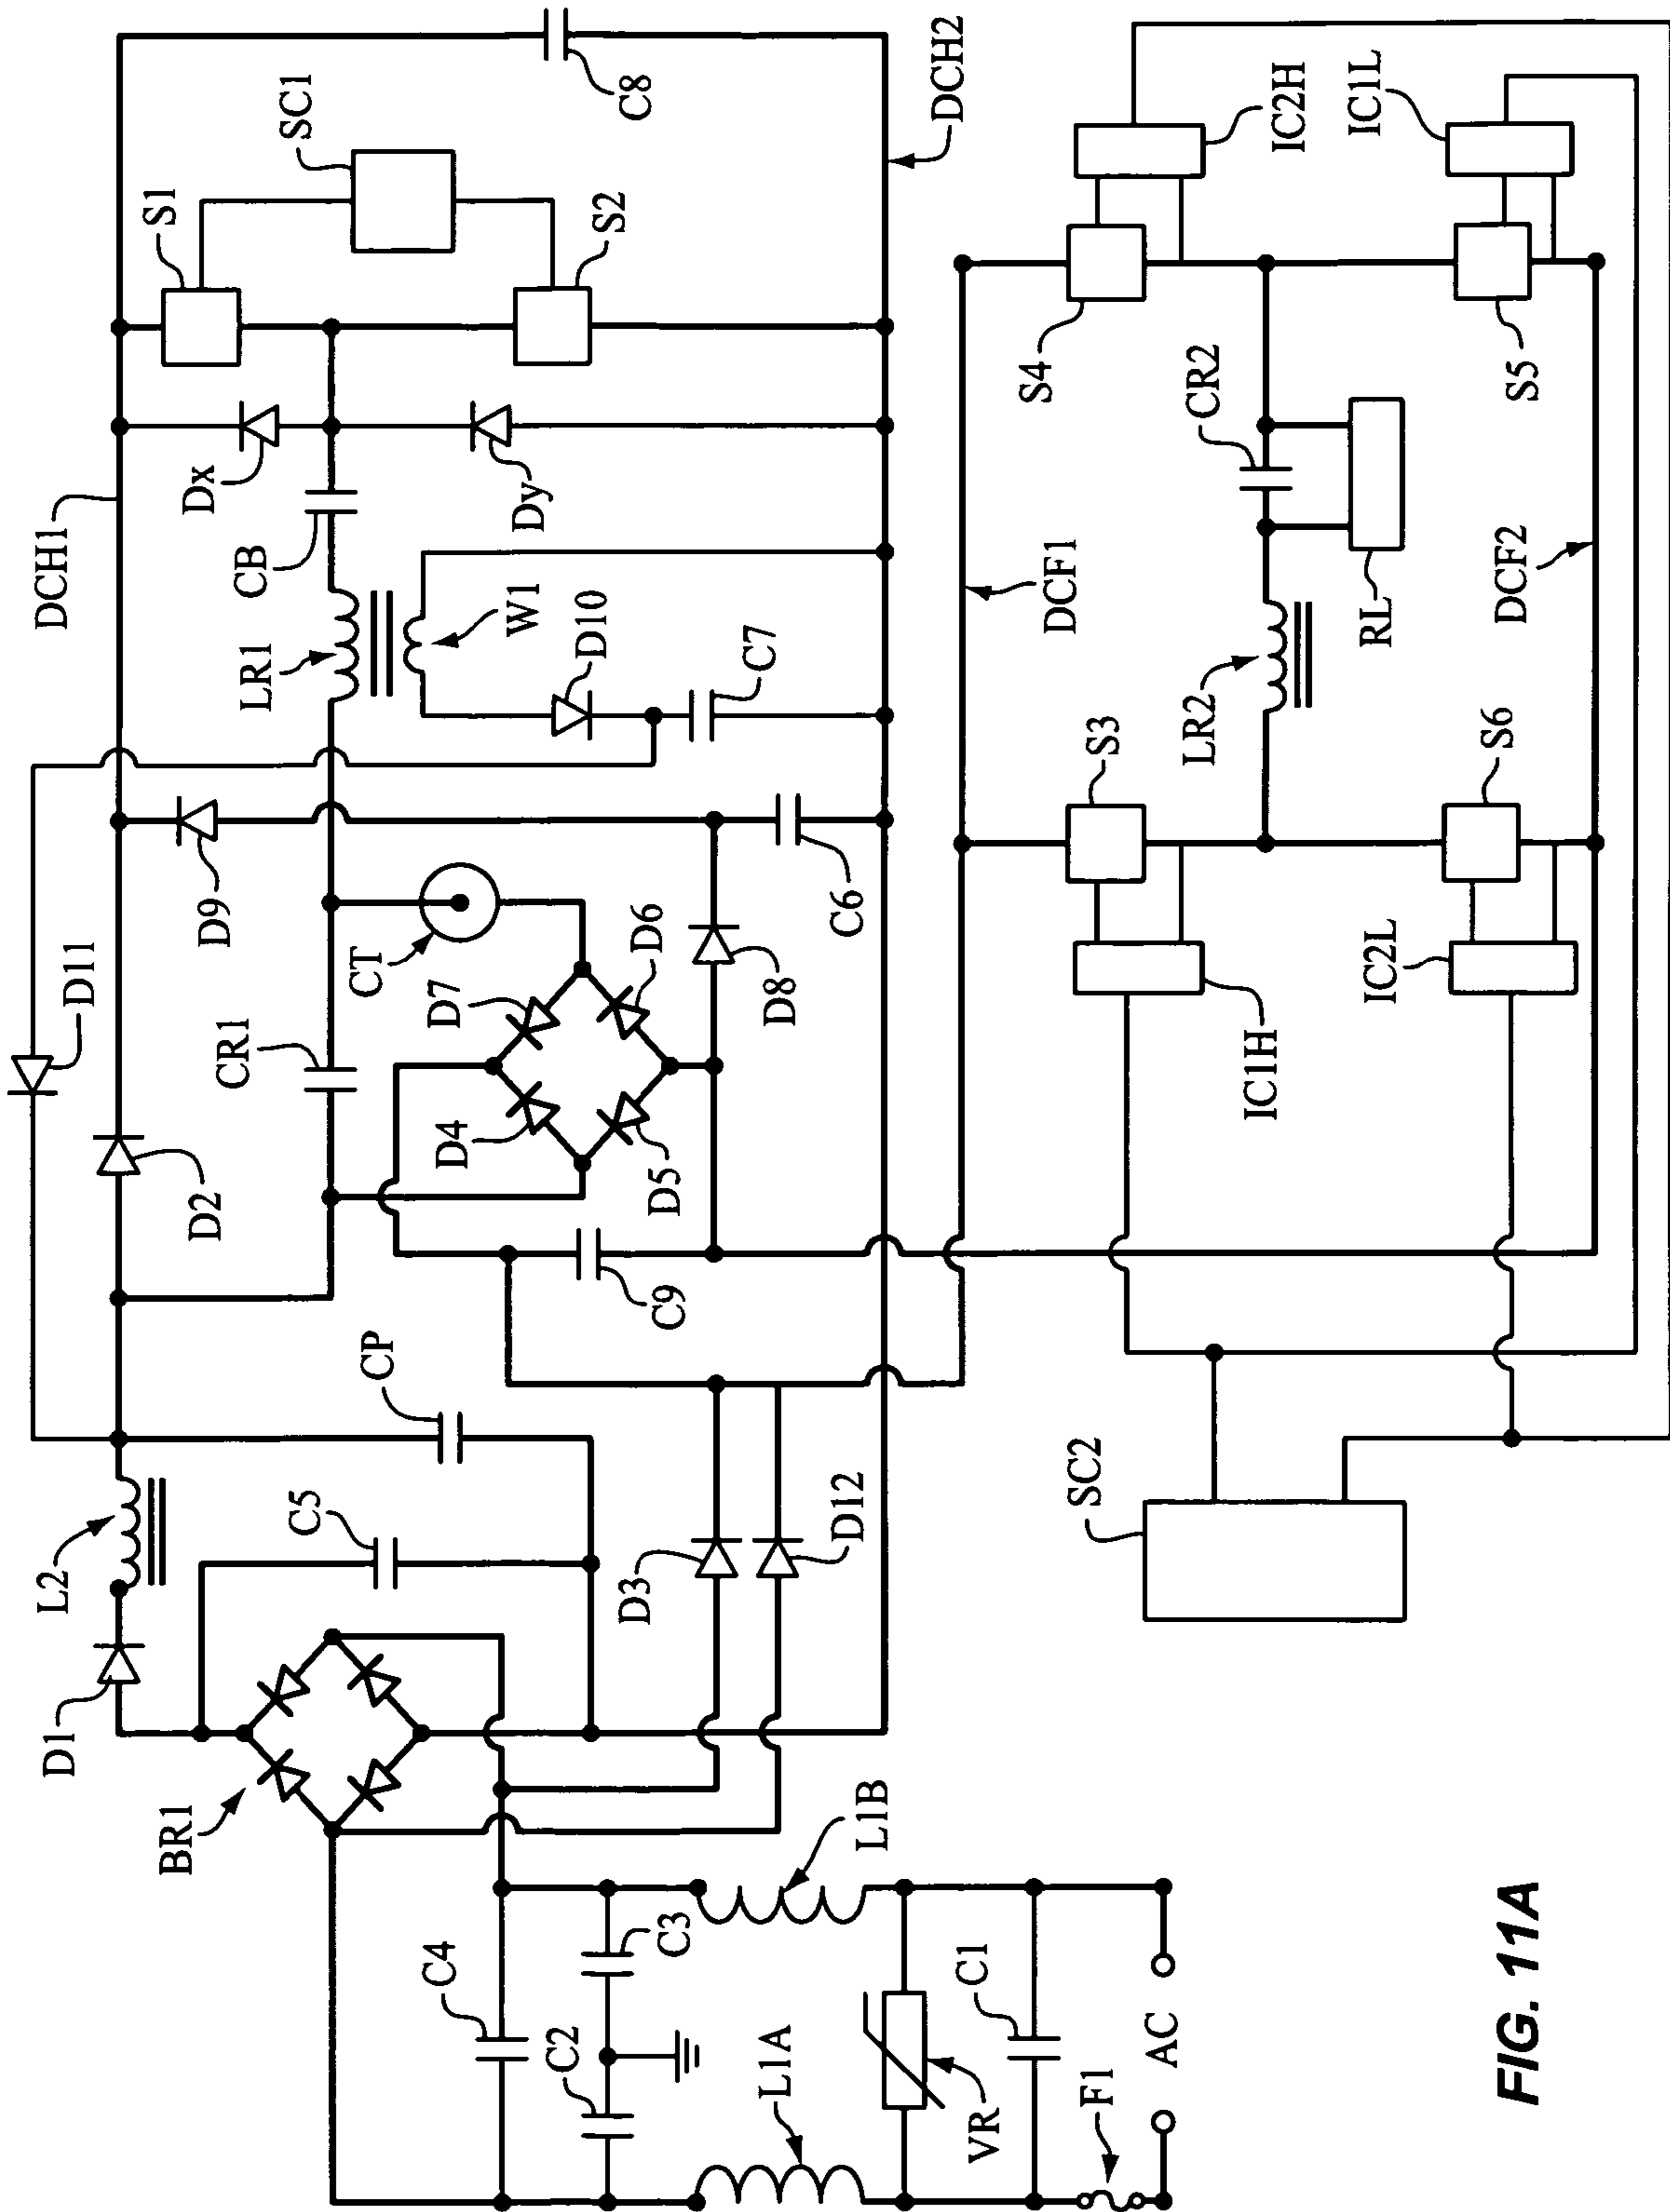 DCH1
D11
D2
L2
D1
BR1
C5
CP
CR1
D9
LR1
CB
Dx
S1
SC1
C8
S2
Dy
DCH2
W1
D10
C7
CT
D7
D6
D4
D5
D8
C6
C9
D3
D12
C4
C2
C3
L1A
L1B
VR
C1
F1
AC
SC2
DCF1
S3
S4
IC2H
IC1H
LR2
CR2
RL
S6
S5
IC2L
IC1L
DCF2
FIG. 11A